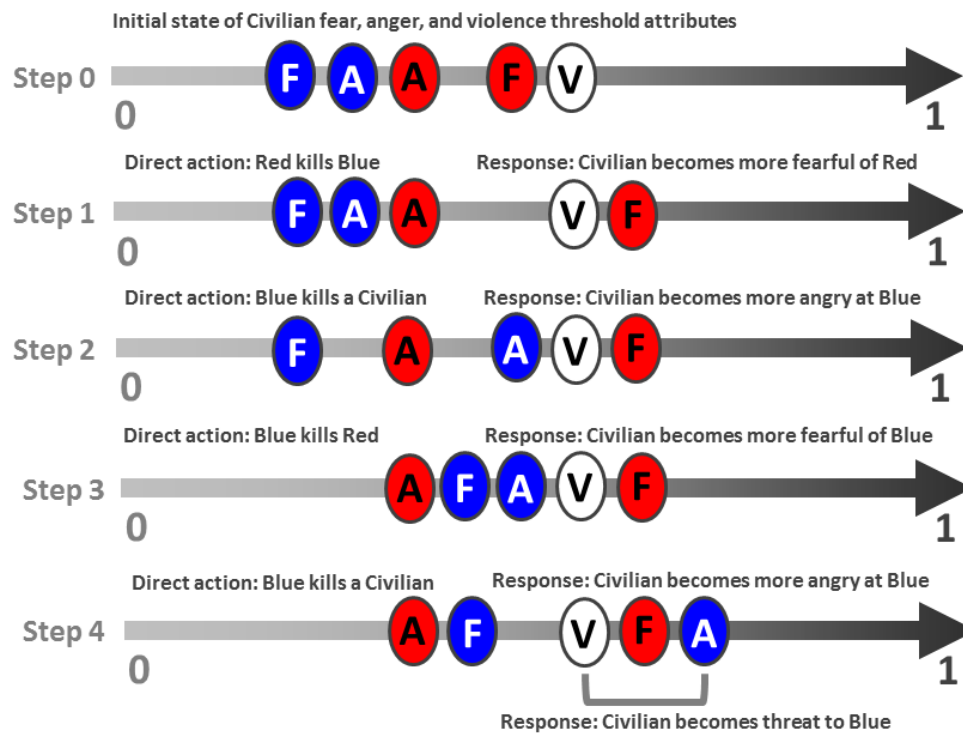 Initial state of Civilian fear, anger, and violence threshold attributes
Step 0
F A A F V
0 1
Direct action: Red kills Blue Response: Civilian becomes more fearful of Red
Step 1
F A A V F
0 1
Direct action: Blue kills a Civilian Response: Civilian becomes more angry at Blue
Step 2
F A A V F
0 1
Direct action: Blue kills Red Response: Civilian becomes more fearful of Blue
Step 3
A F A V F
0 1
Direct action: Blue kills a Civilian Response: Civilian becomes more angry at Blue
Step 4
A F V F A
0 1
Response: Civilian becomes threat to Blue